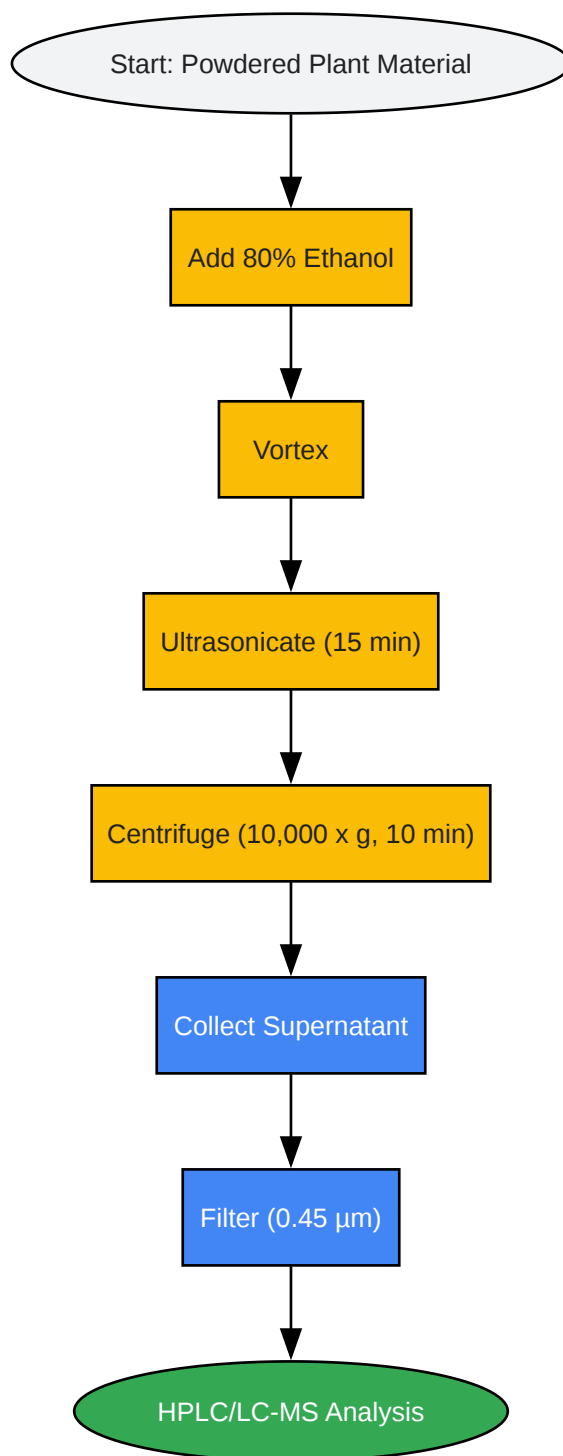 Start: Powdered Plant Material
Add 80% Ethanol
Vortex
Ultrasonicate (15 min)
Centrifuge (10,000 x g, 10 min)
Collect Supernatant
Filter (0.45 µm)
HPLC/LC-MS Analysis